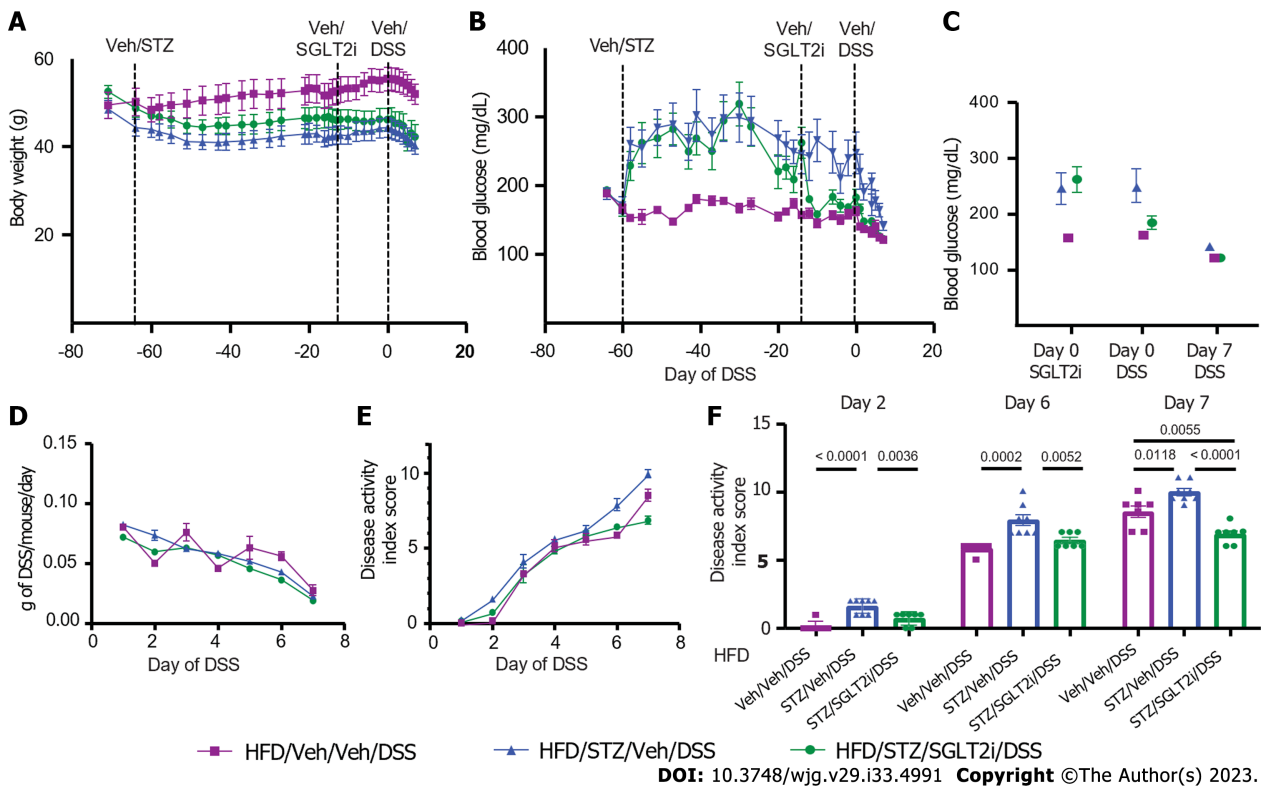 A
Veh/STZ
Veh/
SGLT2i
Veh/
DSS
Body weight (g)
60
40
20
-80
-60
-40
-20
0
20
B
Veh/STZ
Veh/
SGLT2i
Veh/
DSS
Blood glucose (mg/dL)
400
300
200
100
-80
-60
-40
-20
0
20
Day of DSS
C
Blood glucose (mg/dL)
400
300
200
100
Day 0
SGLT2i
Day 0
DSS
Day 7
DSS
D
g of DSS/mouse/day
0.15
0.10
0.05
0.00
0
2
4
6
8
Day of DSS
E
Disease activity
index score
10
5
0
0
2
4
6
8
Day of DSS
F
Day 2
Day 6
Day 7
Disease activity
index score
15
10
5
0
< 0.0001
0.0036
0.0002
0.0052
0.0055
0.0118
< 0.0001
HFD
Veh/Veh/DSS
STZ/Veh/DSS
STZ/SGLT2i/DSS
Veh/Veh/DSS
STZ/Veh/DSS
STZ/SGLT2i/DSS
Veh/Veh/DSS
STZ/Veh/DSS
STZ/SGLT2i/DSS
HFD/Veh/Veh/DSS
HFD/STZ/Veh/DSS
HFD/STZ/SGLT2i/DSS
DOI: 10.3748/wjg.v29.i33.4991 Copyright ©The Author(s) 2023.